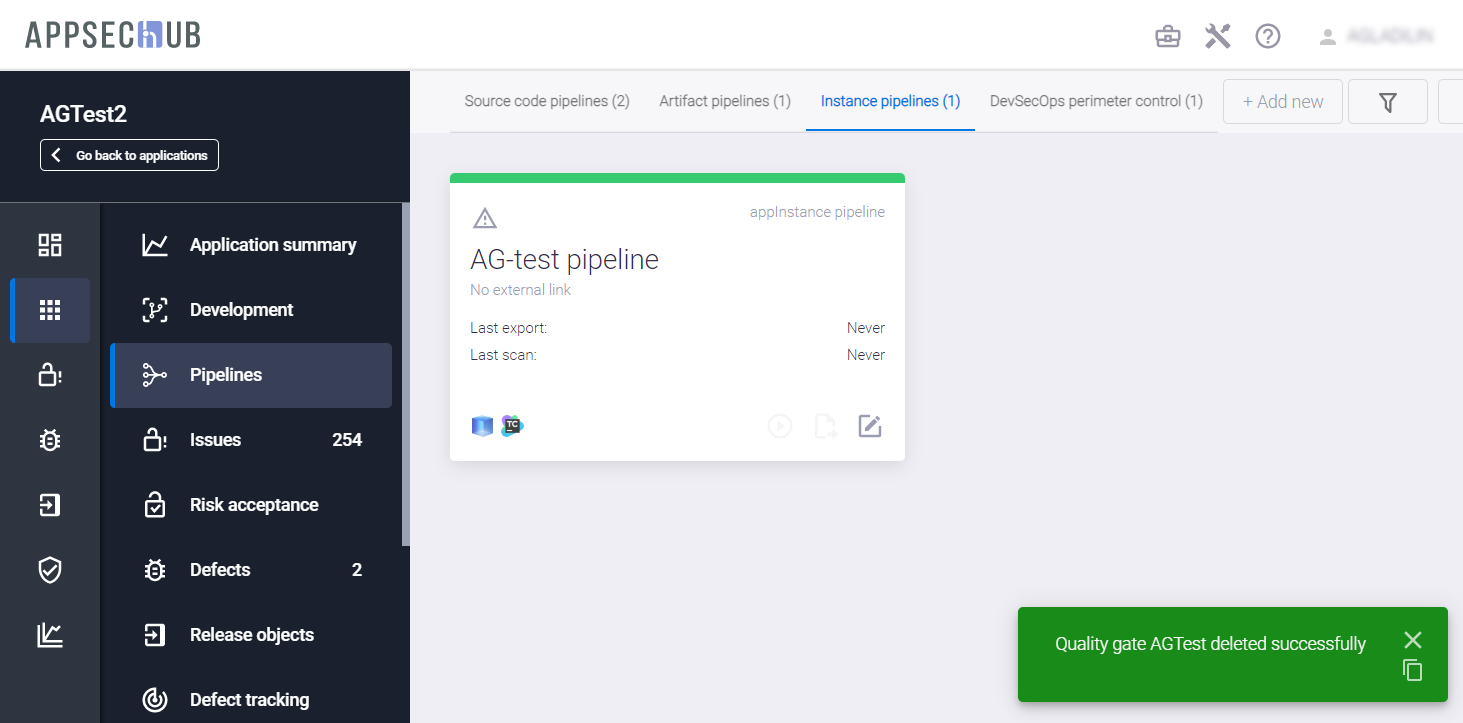 APPSECHUB
AGTest2
Go back to applications
Application summary
Development
Pipelines
Issues 254
Risk acceptance
Defects 2
Release objects
Defect tracking
Source code pipelines (2) Artifact pipelines (1) Instance pipelines (1) DevSecOps perimeter control (1) + Add new
appInstance pipeline
AG-test pipeline
No external link
Last export: Never
Last scan: Never
TC
Quality gate AGTest deleted successfully